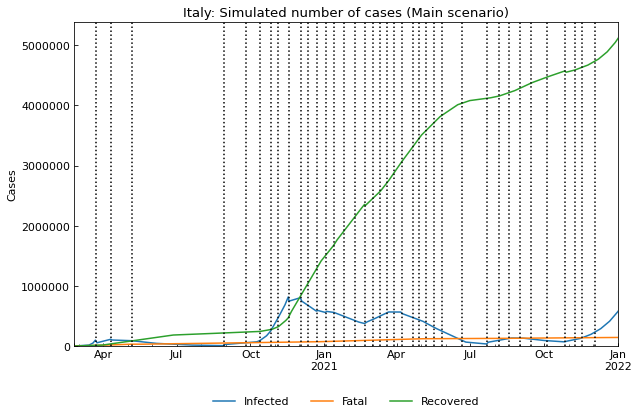 Italy: Simulated number of cases (Main scenario)
5000000
4000000
3000000
2000000
1000000
0
Cases
Apr Jul Oct Jan Apr Jul Oct Jan
2021 2022
Infected Fatal Recovered